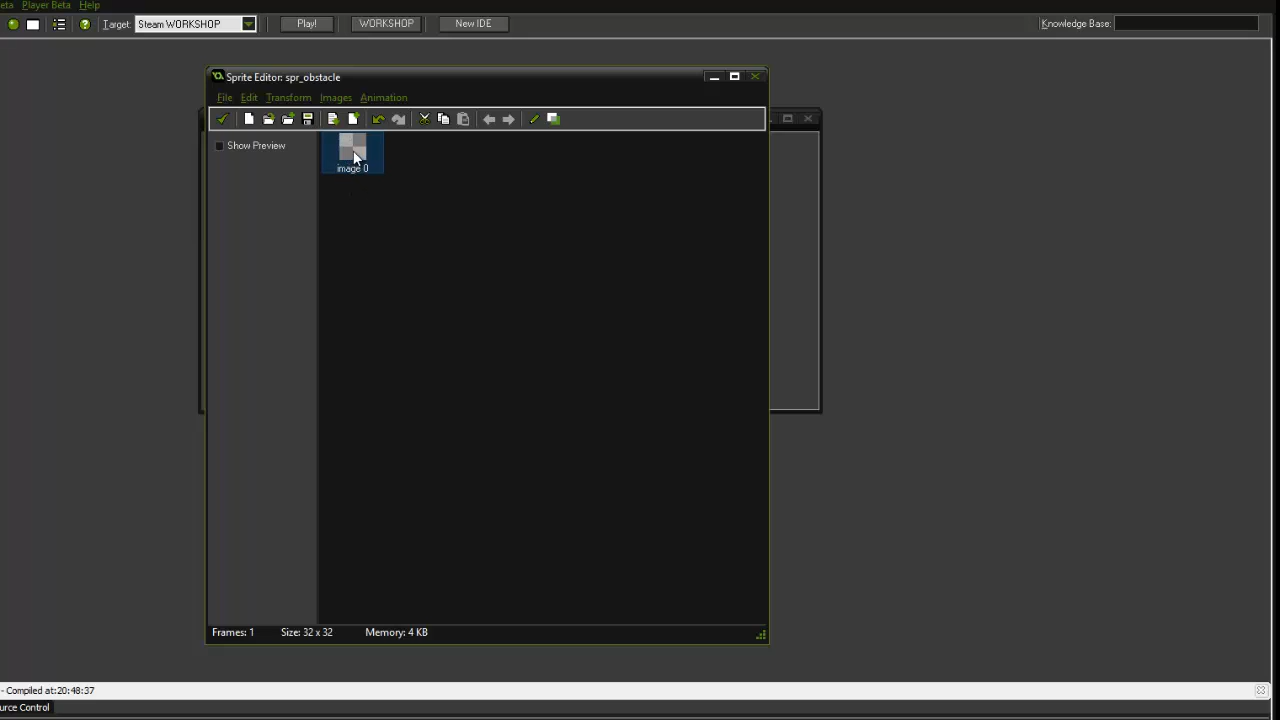 eta Player Beta Help
Target: Steam WORKSHOP Play! WORKSHOP New IDE Knowledge Base:
Sprite Editor: spr_obstacle
File Edit Transform Images Animation
Show Preview
image 0
Frames: 1 Size: 32 x 32 Memory: 4 KB
- Compiled at:20:48:37
urce Control